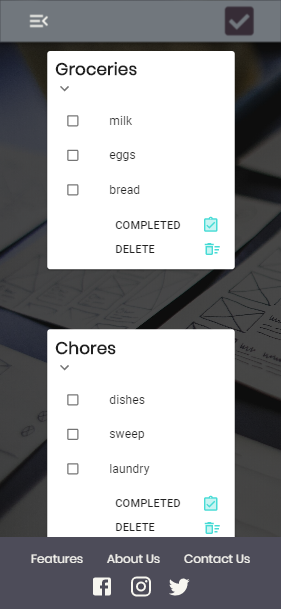 Groceries
milk
eggs
bread
COMPLETED
DELETE
Chores
dishes
sweep
laundry
COMPLETED
DELETE
Features About Us Contact Us